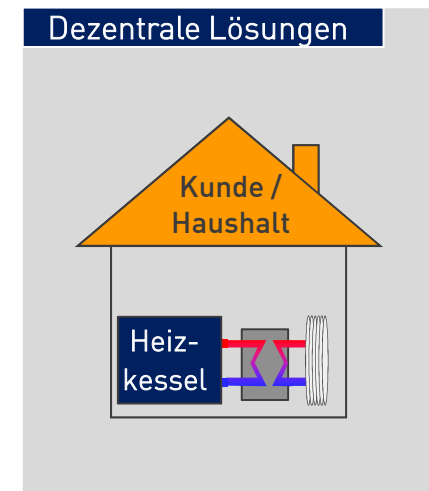 Dezentrale Lösungen
Kunde /
Haushalt
Heiz-
kessel